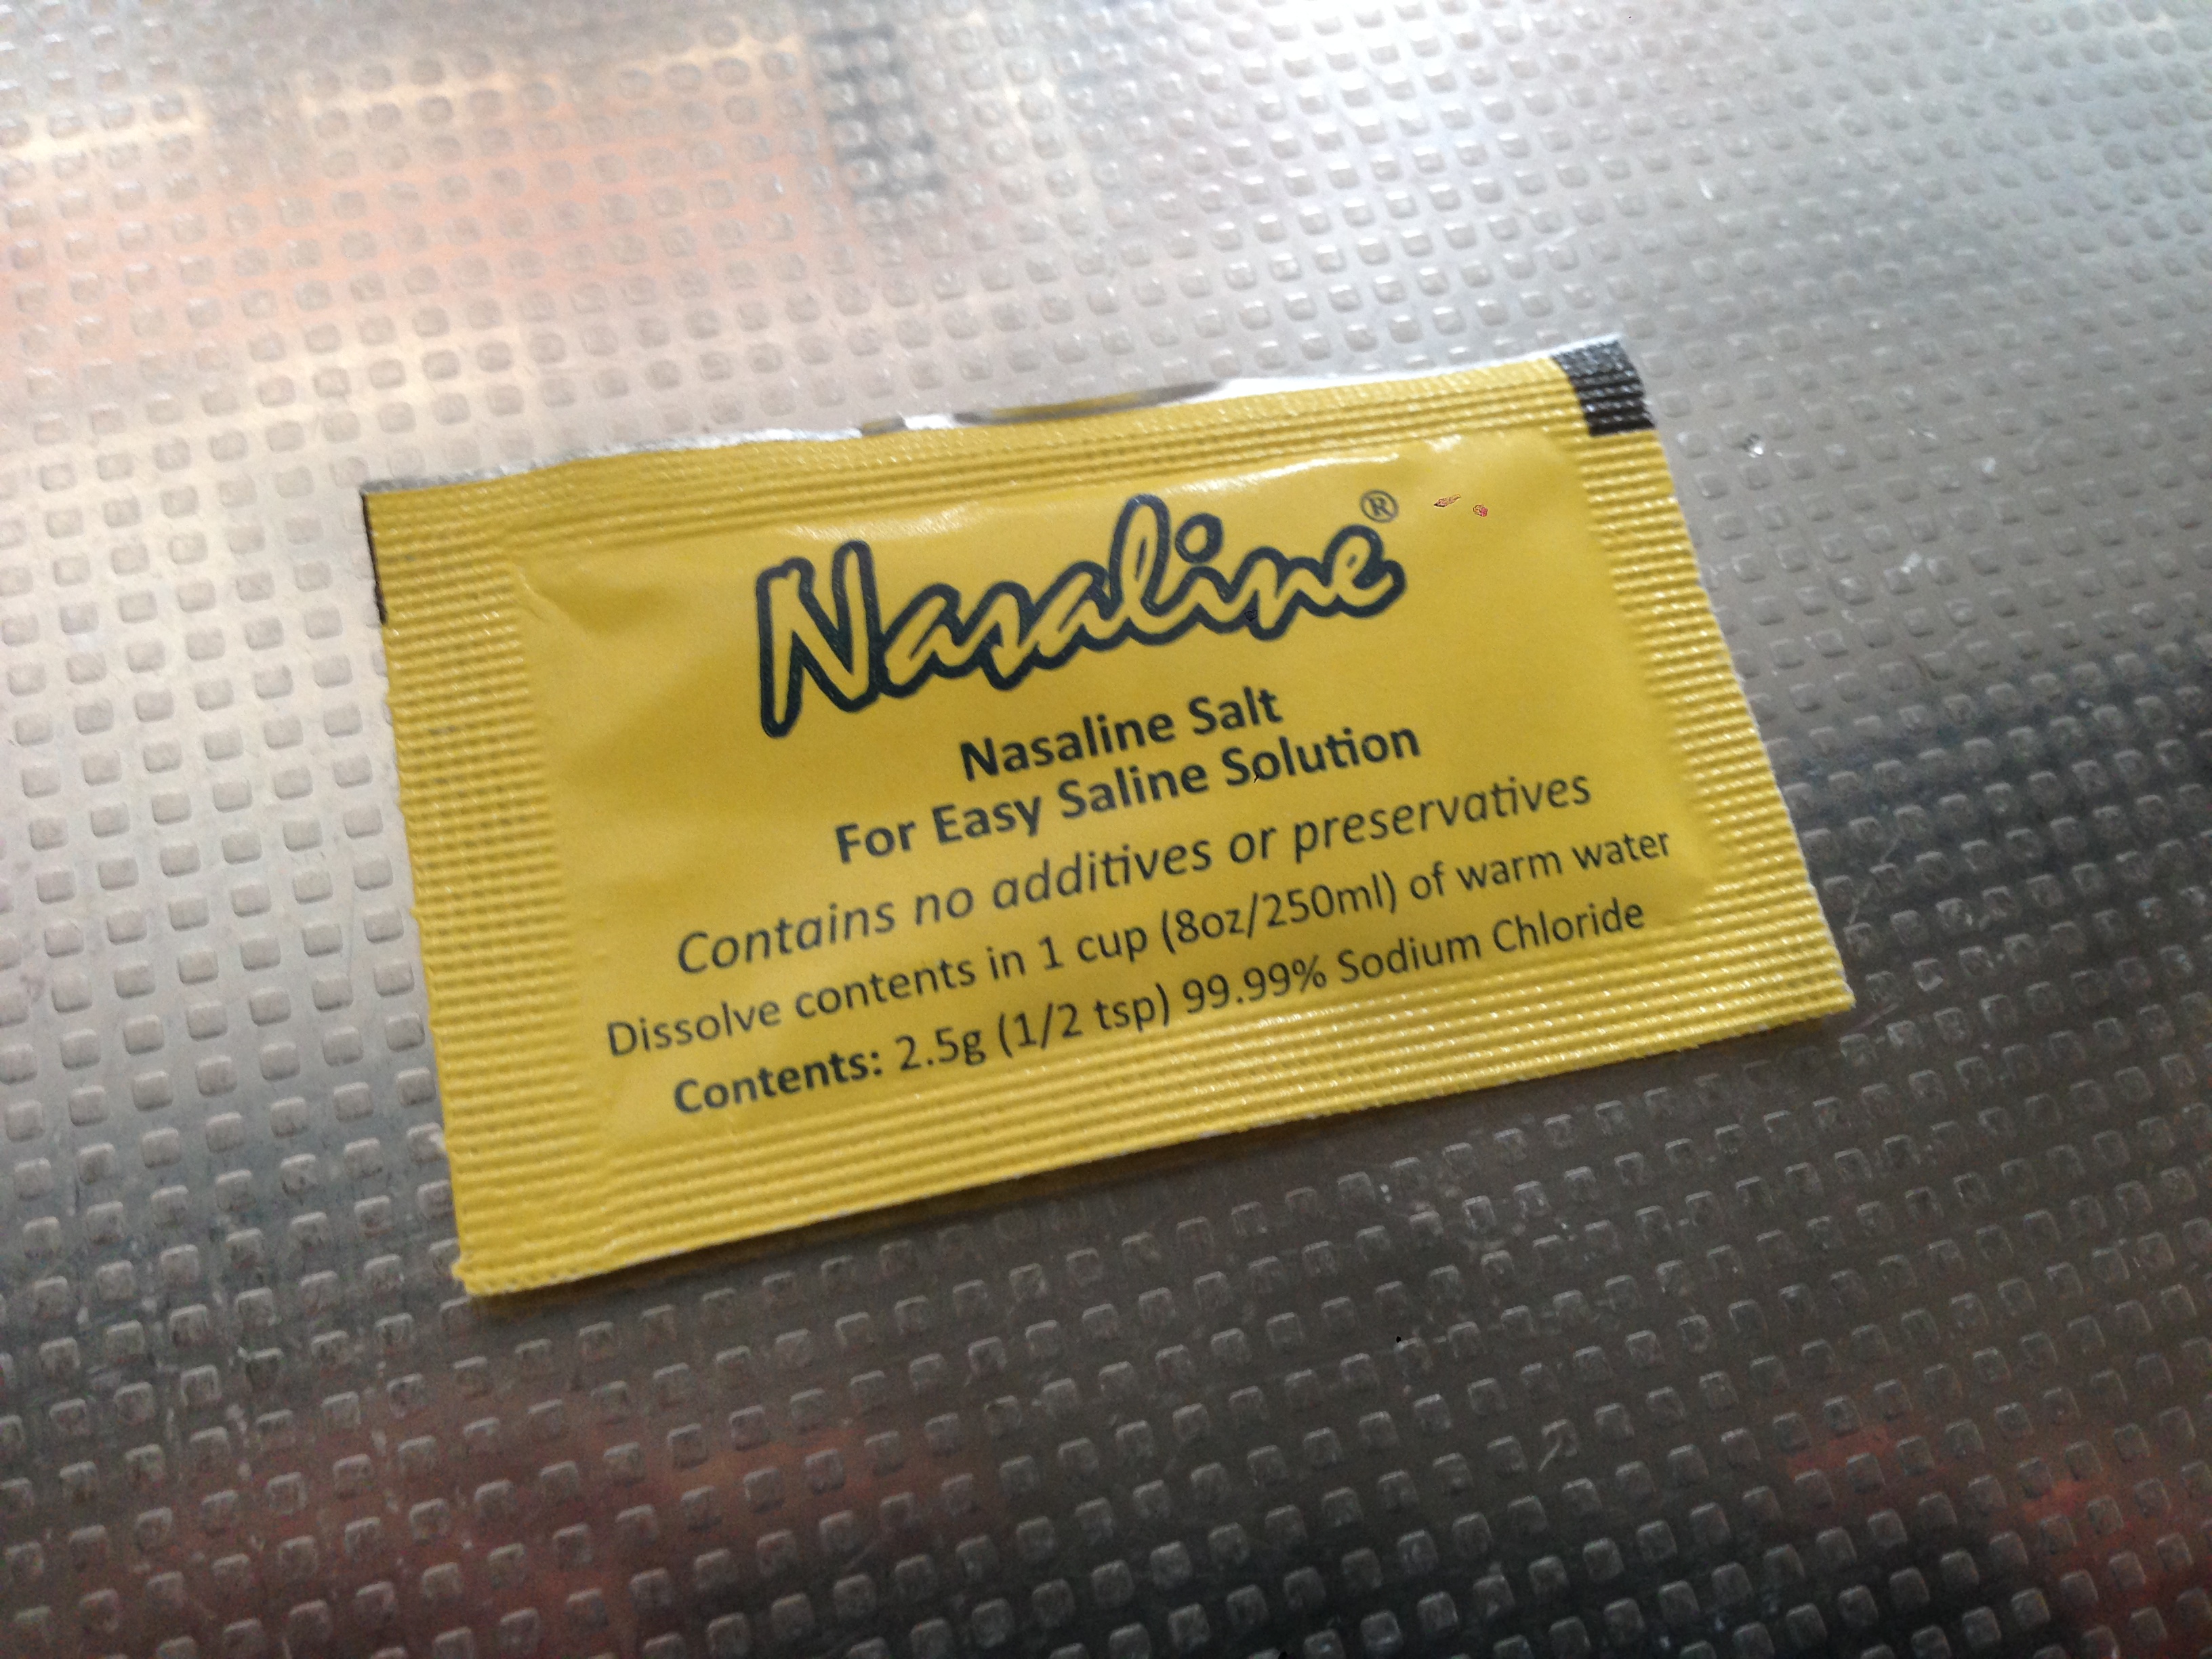 Nasaline®
Nasaline Salt
For Easy Saline Solution
Contains no additives or preservatives
Dissolve contents in 1 cup (8oz/250ml) of warm water
Contents: 2.5g (1/2 tsp) 99.99% Sodium Chloride